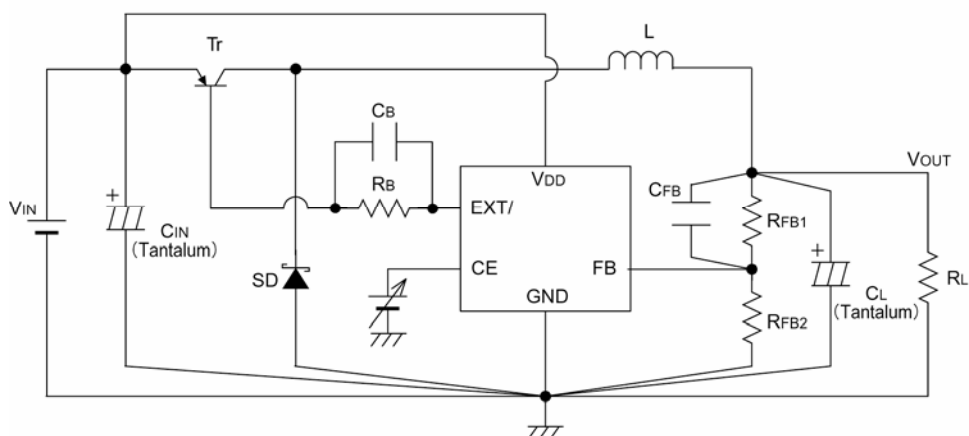 Tr
L
CB
RB
VDD
EXT/
CE
FB
GND
VIN
+
CIN
(Tantalum)
SD
CFB
RFB1
RFB2
VOUT
+
CL
(Tantalum)
RL